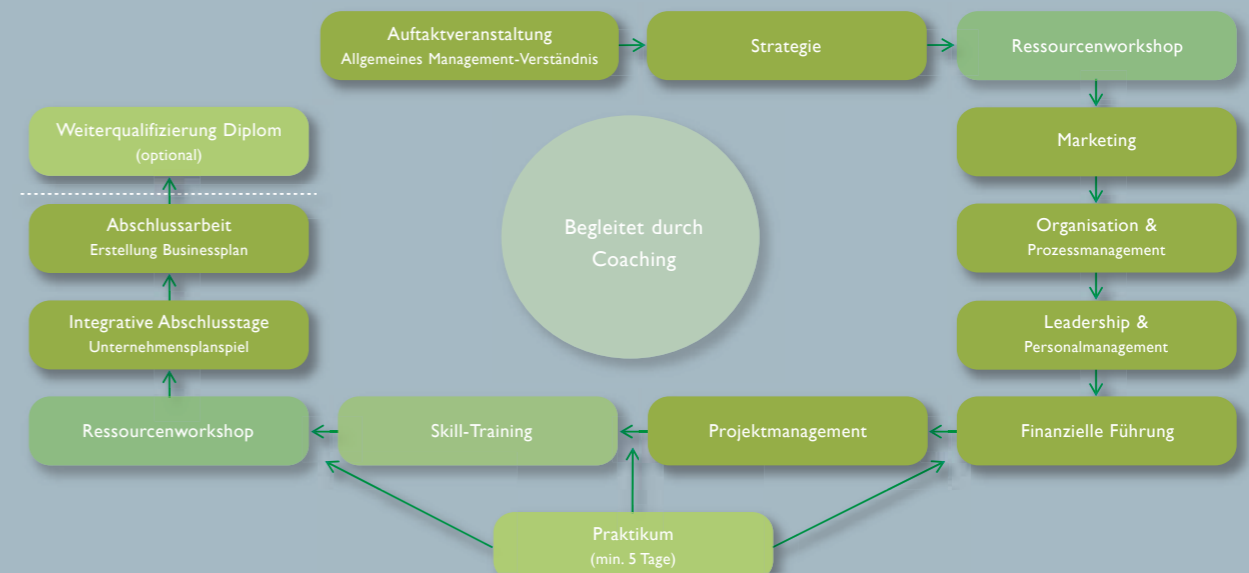 Auftaktveranstaltung
Allgemeines Management-Verständnis
Strategie
Ressourcenworkshop
Marketing
Organisation &
Prozessmanagement
Leadership &
Personalmanagement
Finanzielle Führung
Projektmanagement
Skill-Training
Ressourcenworkshop
Integrative Abschlusstage
Unternehmensplanspiel
Abschlussarbeit
Erstellung Businessplan
Weiterqualifizierung Diplom
(optional)
Begleitet durch
Coaching
Praktikum
(min. 5 Tage)